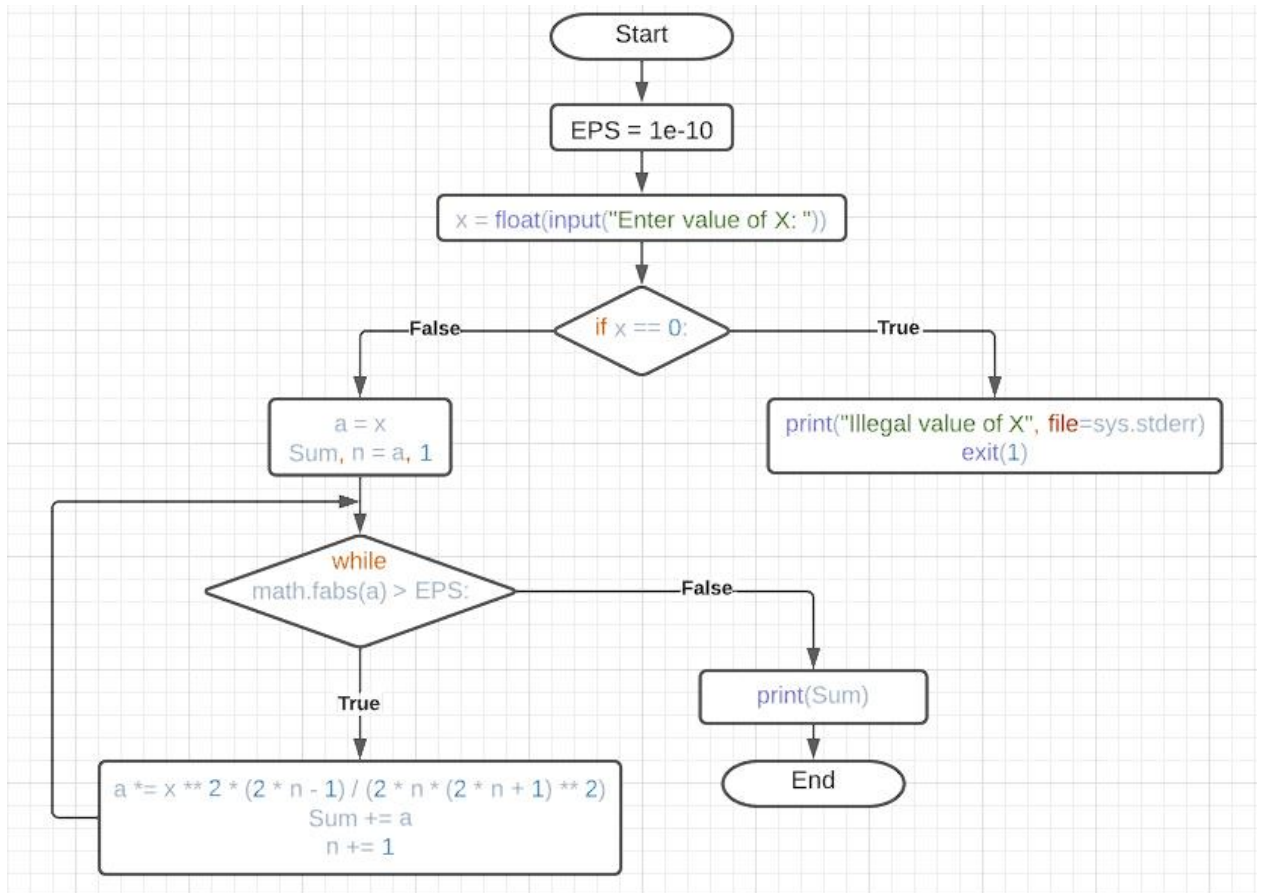 Start
EPS = 1e-10
x = float(input("Enter value of X: "))
if x == 0:
False
True
a = x
Sum, n = a, 1
print("Illegal value of X", file=sys.stderr)
exit(1)
while
math.fabs(a) > EPS:
False
True
print(Sum)
a *= x ** 2 * (2 * n - 1) / (2 * n * (2 * n + 1) ** 2)
Sum += a
n += 1
End